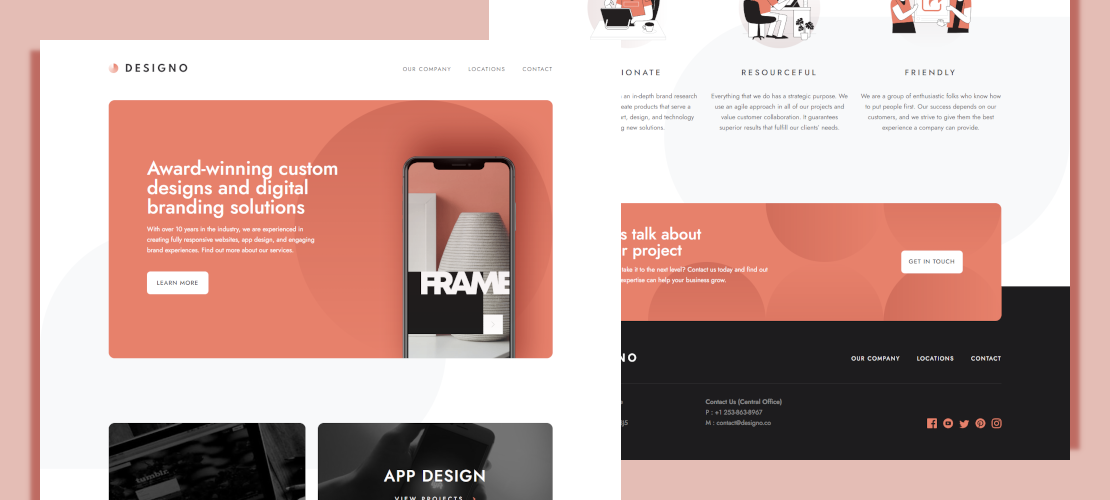 DESIGNO
OUR COMPANY LOCATIONS CONTACT
Award-winning custom
designs and digital
branding solutions
With over 10 years in the industry, we are experienced in
creating fully responsive websites, app design, and engaging
brand experiences. Find out more about our services.
LEARN MORE
FRAME
tumblr.
APP DESIGN
VIEW PROJECTS
IONATE
an in-depth brand research
eate products that serve a
art, design, and technology
g new solutions.
RESOURCEFUL
Everything that we do has a strategic purpose. We
use an agile approach in all of our projects and
value customer collaboration. It guarantees
superior results that fulfill our clients' needs.
FRIENDLY
We are a group of enthusiastic folks who know how
to put people first. Our success depends on our
customers, and we strive to give them the best
experience a company can provide.
s talk about
r project
take it to the next level? Contact us today and find out
expertise can help your business grow.
GET IN TOUCH
NO
OUR COMPANY LOCATIONS CONTACT
Contact Us (Central Office)
P : +1 253-863-8967
M : contact@designo.co